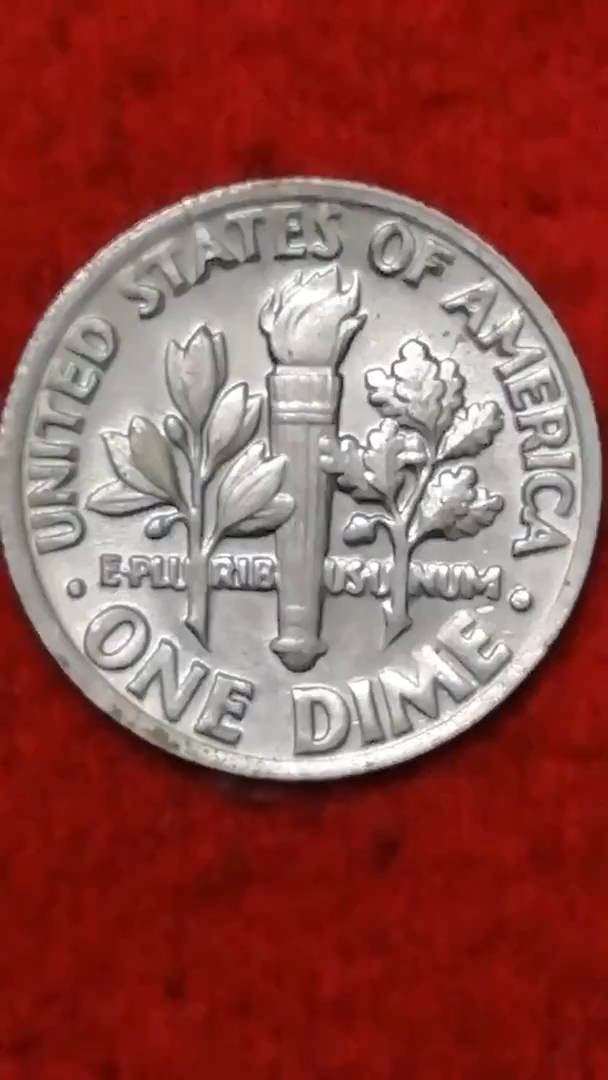 UNITED STATES OF AMERICA
E·PLURIBUS·UNUM
• ONE DIME •